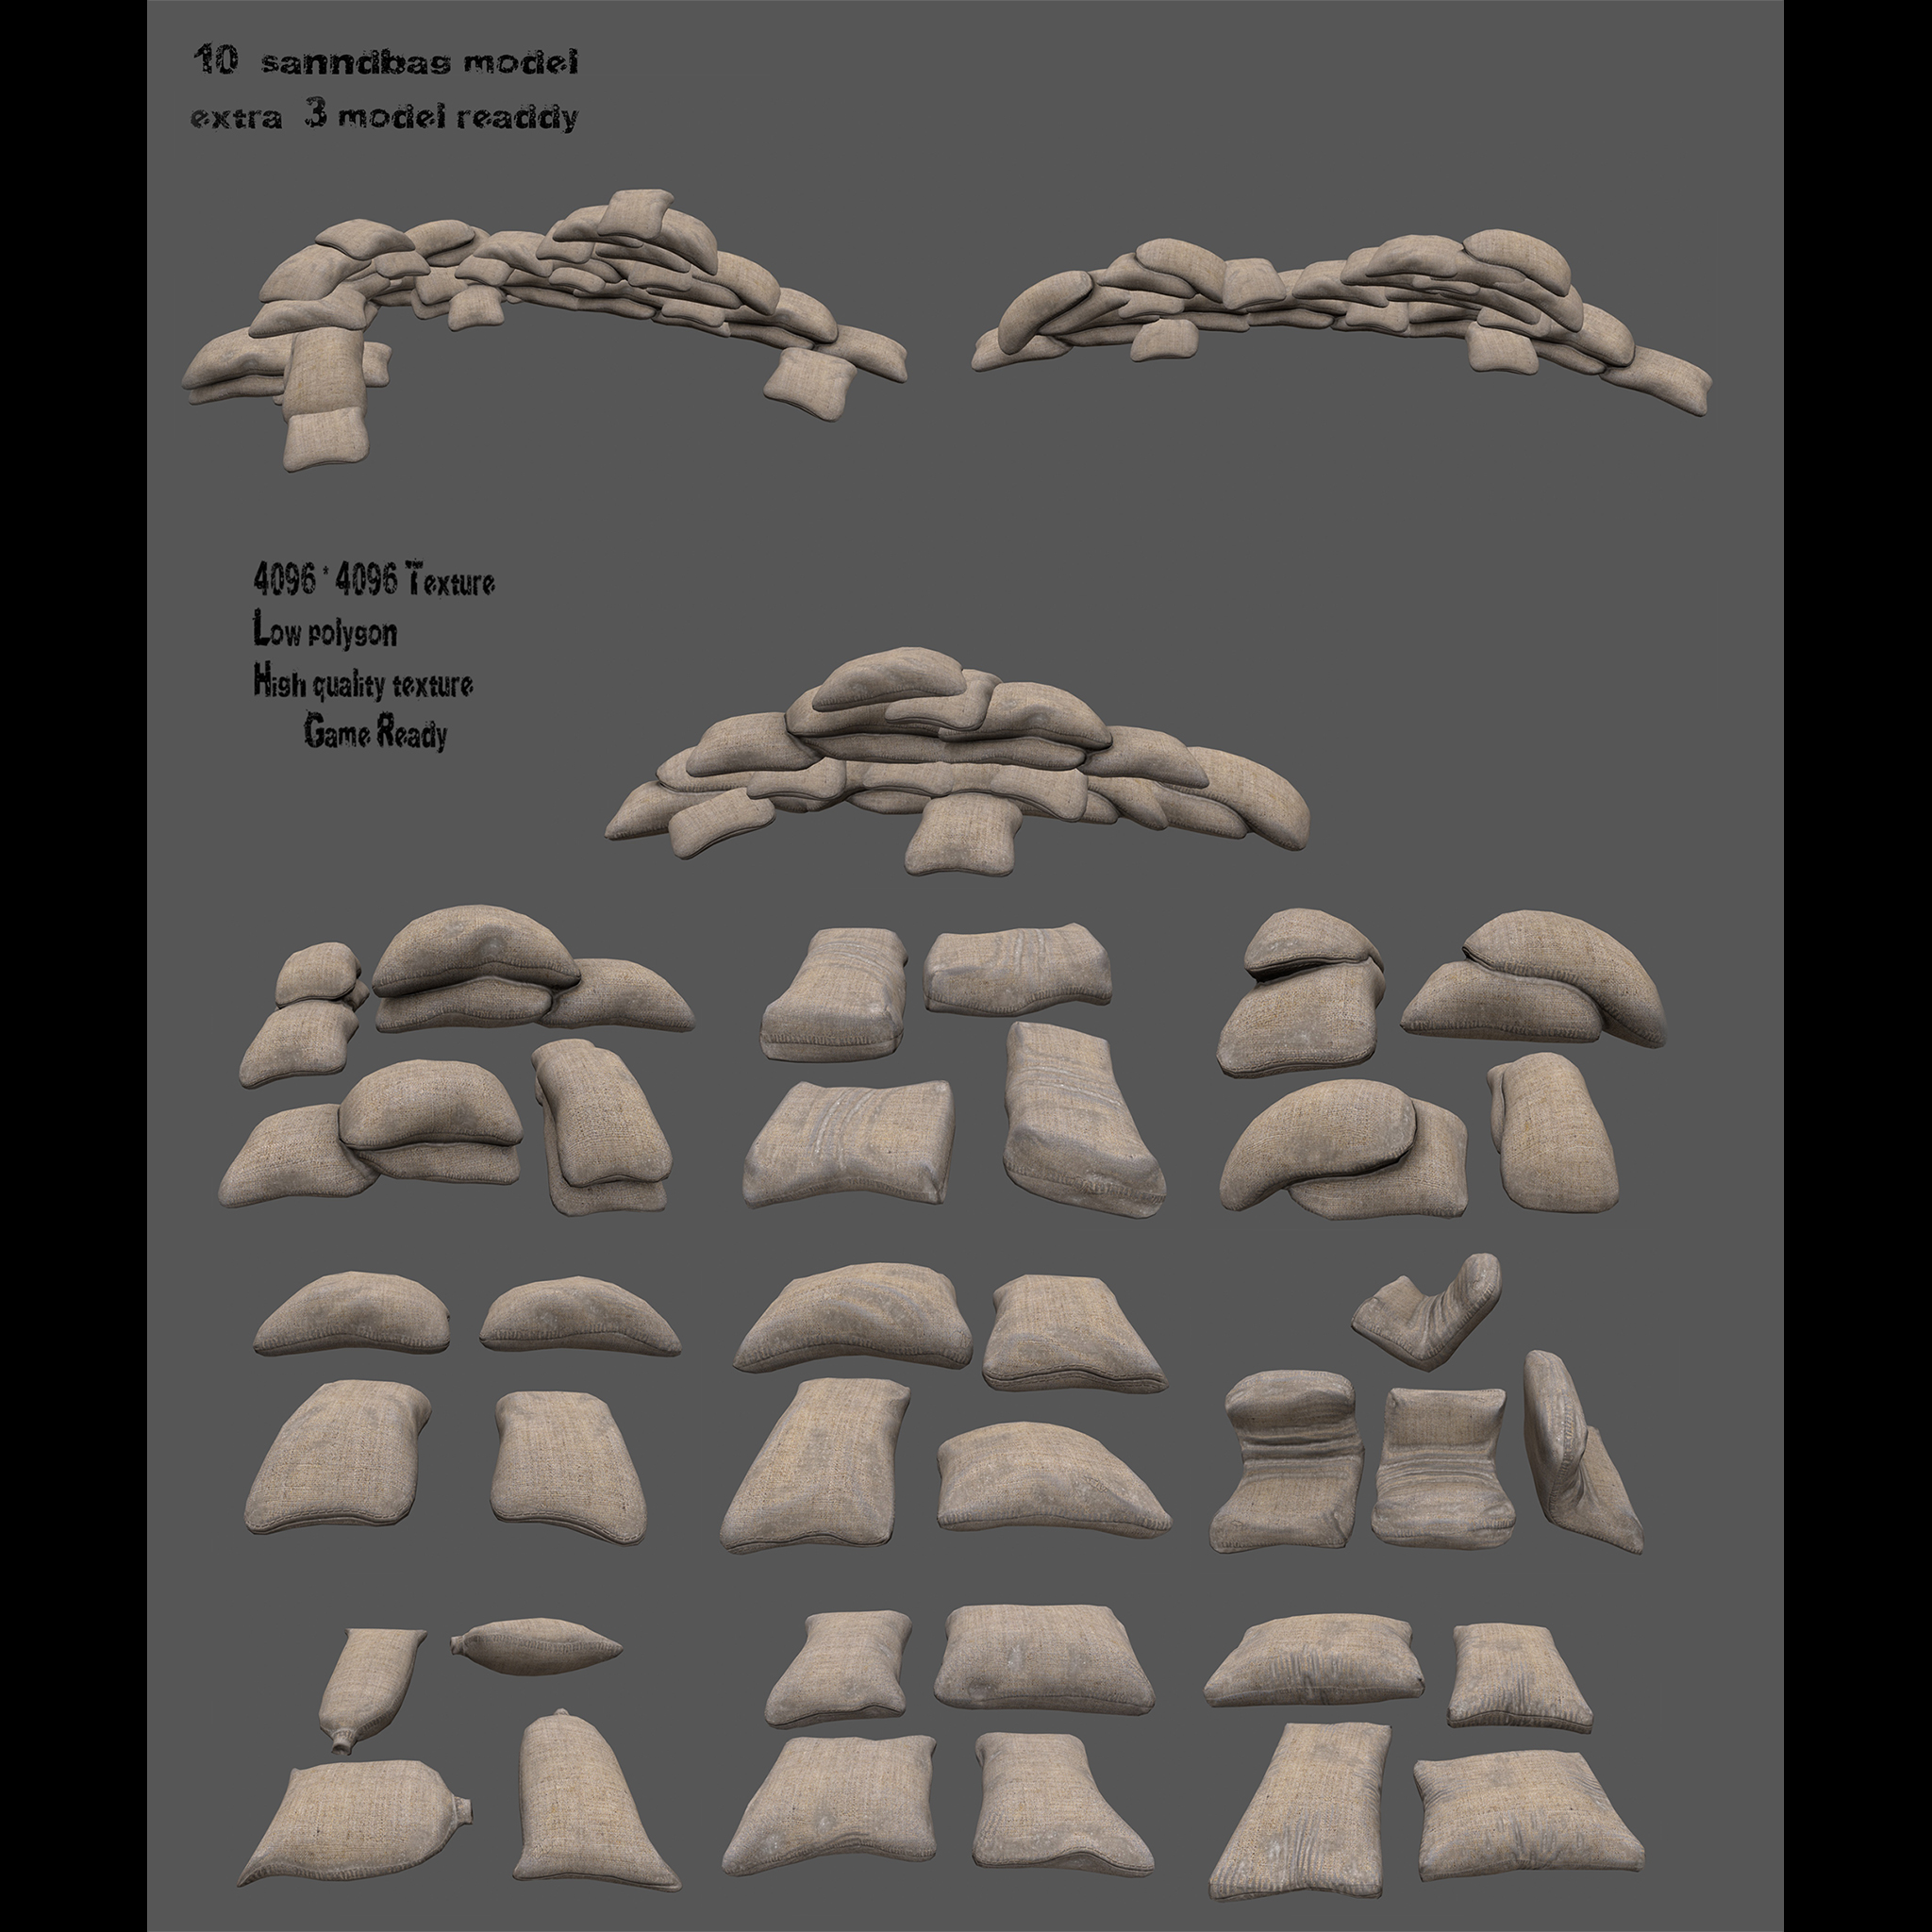 10 sanndbag model
extra 3 model readdy
4096 * 4096 Texture
Low polygon
High quality texture
Game Ready